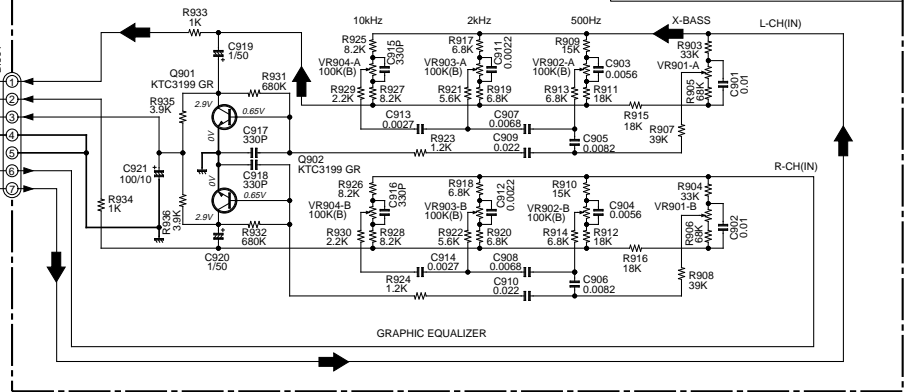 R933
1K
10kHz
2kHz
500Hz
X-BASS
L-CH(IN)
C919
1/50
R925
8.2K
C915
330P
R917
6.8K
C911
0.0022
R909
15K
R903
33K
VR904-A
100K(B)
VR903-A
100K(B)
VR902-A
100K(B)
C903
0.0056
VR901-A
Q901
KTC3199 GR
R931
680K
R929
2.2K
R927
8.2K
R921
5.6K
R919
6.8K
R913
6.8K
R911
18K
R905
68K
C901
0.01
1
2
3
4
5
6
7
R935
3.9K
2.9V
0.65V
0V
C913
0.0027
C907
0.0068
R915
18K
R907
39K
C917
330P
R923
1.2K
C909
0.022
C905
0.0082
C921
100/10
Q902
KTC3199 GR
C918
330P
R-CH(IN)
0V
0.65V
2.9V
R934
1K
R936
3.9K
R932
680K
C920
1/50
R926
8.2K
C916
330P
R918
6.8K
C912
0.0022
R910
15K
R904
33K
VR904-B
100K(B)
VR903-B
100K(B)
VR902-B
100K(B)
C904
0.0056
VR901-B
R930
2.2K
R928
8.2K
R922
5.6K
R920
6.8K
R914
6.8K
R912
18K
R906
68K
C902
0.01
C914
0.0027
C908
0.0068
R916
18K
R908
39K
R924
1.2K
C910
0.022
C906
0.0082
GRAPHIC EQUALIZER